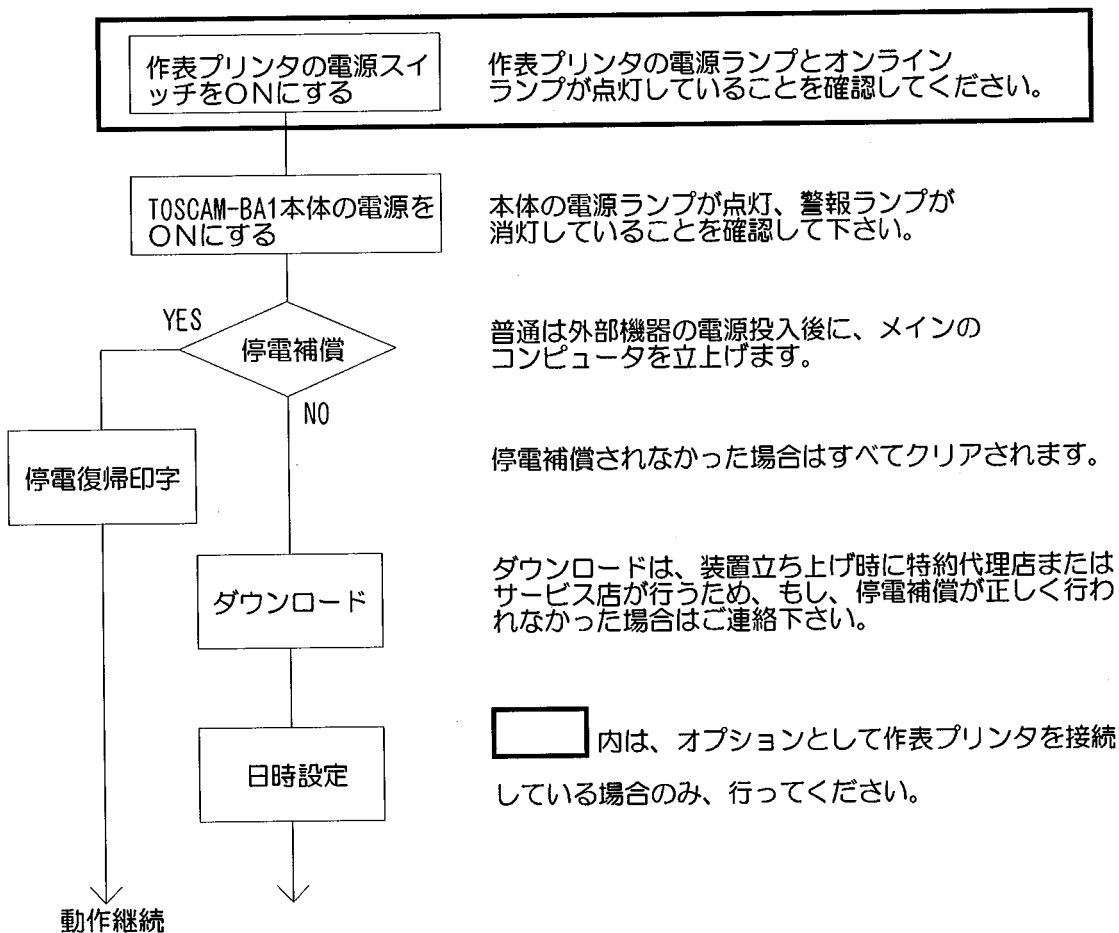 作表プリンタの電源スイ
ッチをONにする
作表プリンタの電源ランプとオンライン
ランプが点灯していることを確認してください。
TOSCAM-BA1本体の電源を
ONにする
本体の電源ランプが点灯、警報ランプが
消灯していることを確認して下さい。
YES
停電補償
NO
普通は外部機器の電源投入後に、メインの
コンピュータを立上げます。
停電復帰印字
停電補償されなかった場合はすべてクリアされます。
ダウンロード
ダウンロードは、装置立ち上げ時に特約代理店または
サービス店が行うため、もし、停電補償が正しく行わ
れなかった場合はご連絡下さい。
日時設定
内は、オプションとして作表プリンタを接続
している場合のみ、行ってください。
動作継続